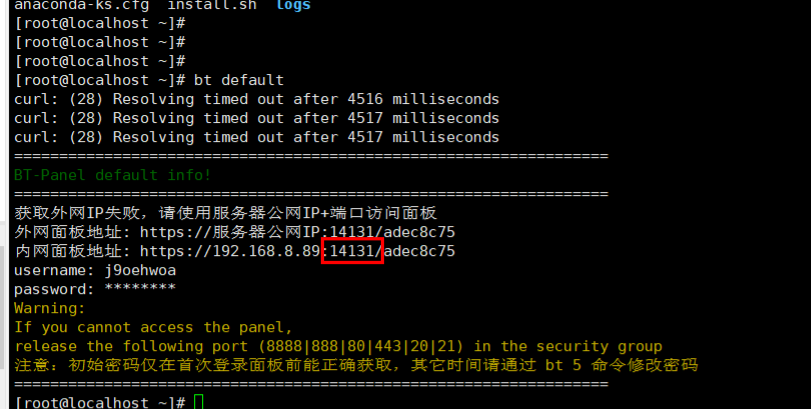 anaconda-ks.cfg  install.sh  logs
[root@localhost ~]#
[root@localhost ~]#
[root@localhost ~]#
[root@localhost ~]# bt default
curl: (28) Resolving timed out after 4516 milliseconds
curl: (28) Resolving timed out after 4517 milliseconds
curl: (28) Resolving timed out after 4517 milliseconds
==================================================================
BT-Panel default info!
==================================================================
获取外网IP失败，请使用服务器公网IP+端口访问面板
外网面板地址: https://服务器公网IP:14131/adec8c75
内网面板地址: https://192.168.8.89:14131/adec8c75
username: j9oehwoa
password: ********
Warning:
If you cannot access the panel,
release the following port (8888|888|80|443|20|21) in the security group
注意：初始密码仅在首次登录面板前能正确获取，其它时间请通过 bt 5 命令修改密码
==================================================================
[root@localhost ~]#